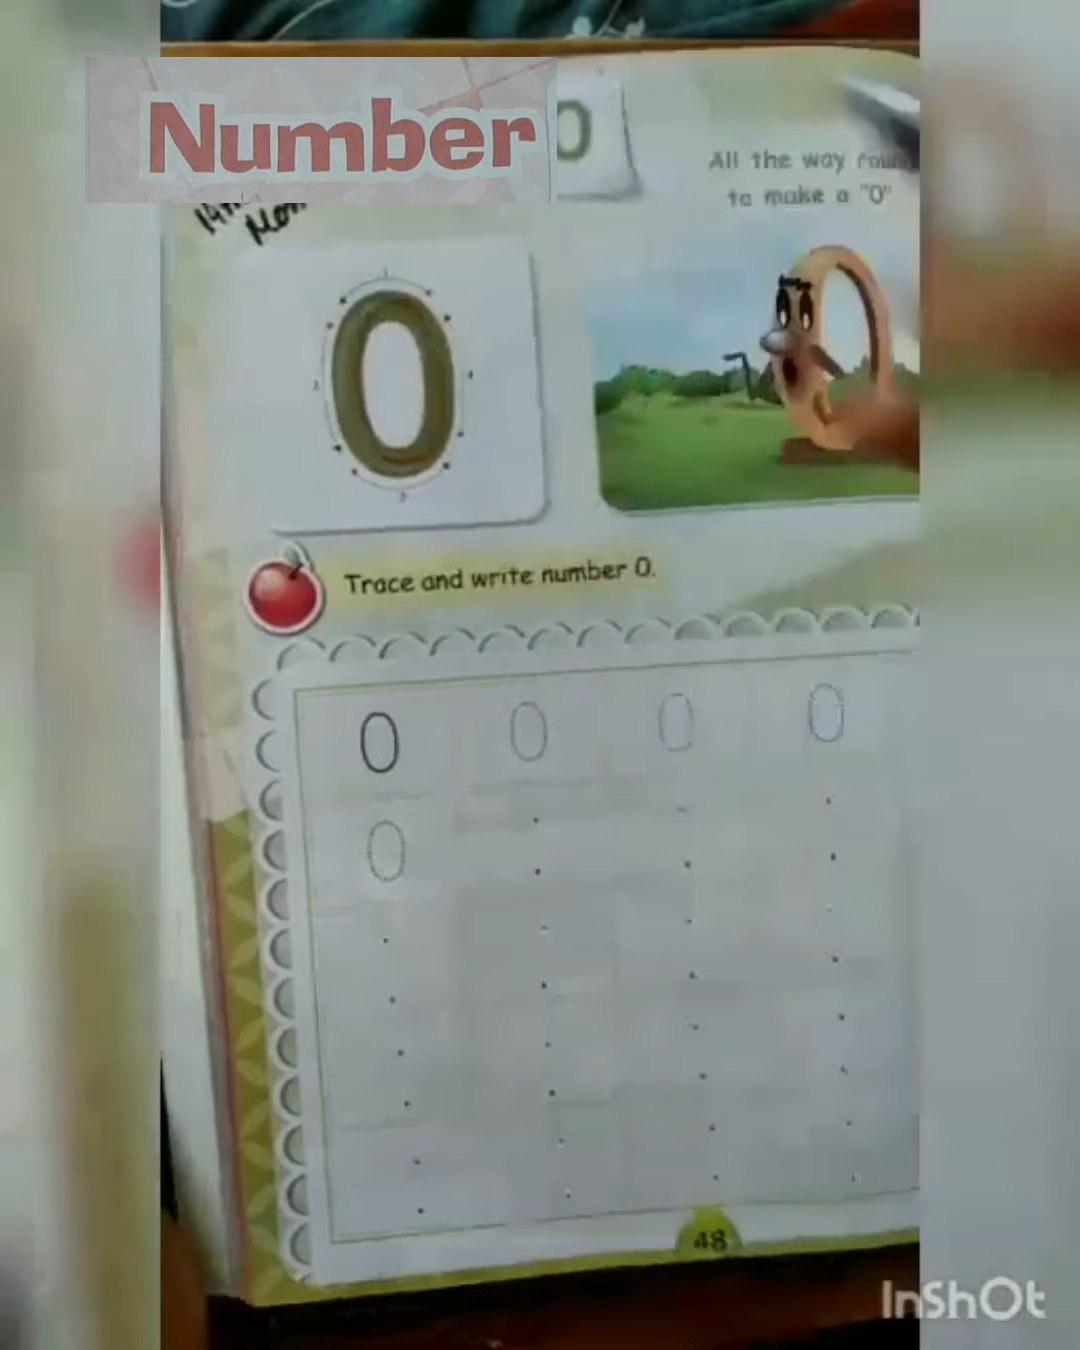 Number
0
All the way
to make a "0"
0
Trace and write number 0.
0 0 0 0
0
48
InShOt